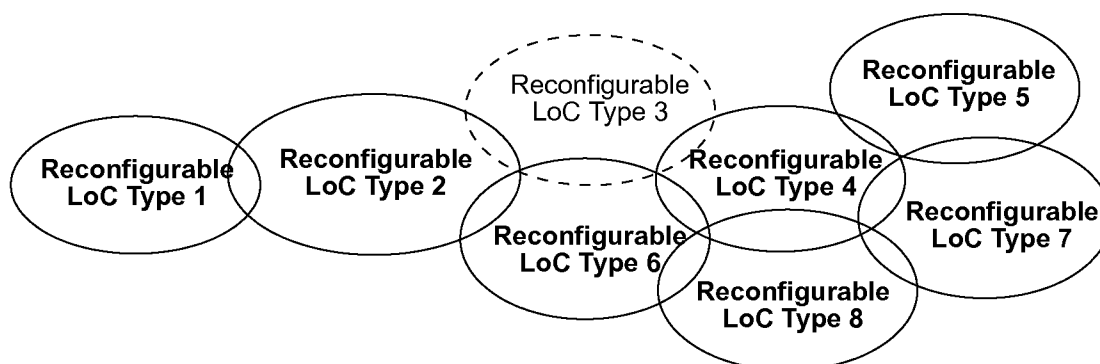 Reconfigurable
LoC Type 1
Reconfigurable
LoC Type 2
Reconfigurable
LoC Type 3
Reconfigurable
LoC Type 4
Reconfigurable
LoC Type 5
Reconfigurable
LoC Type 6
Reconfigurable
LoC Type 7
Reconfigurable
LoC Type 8